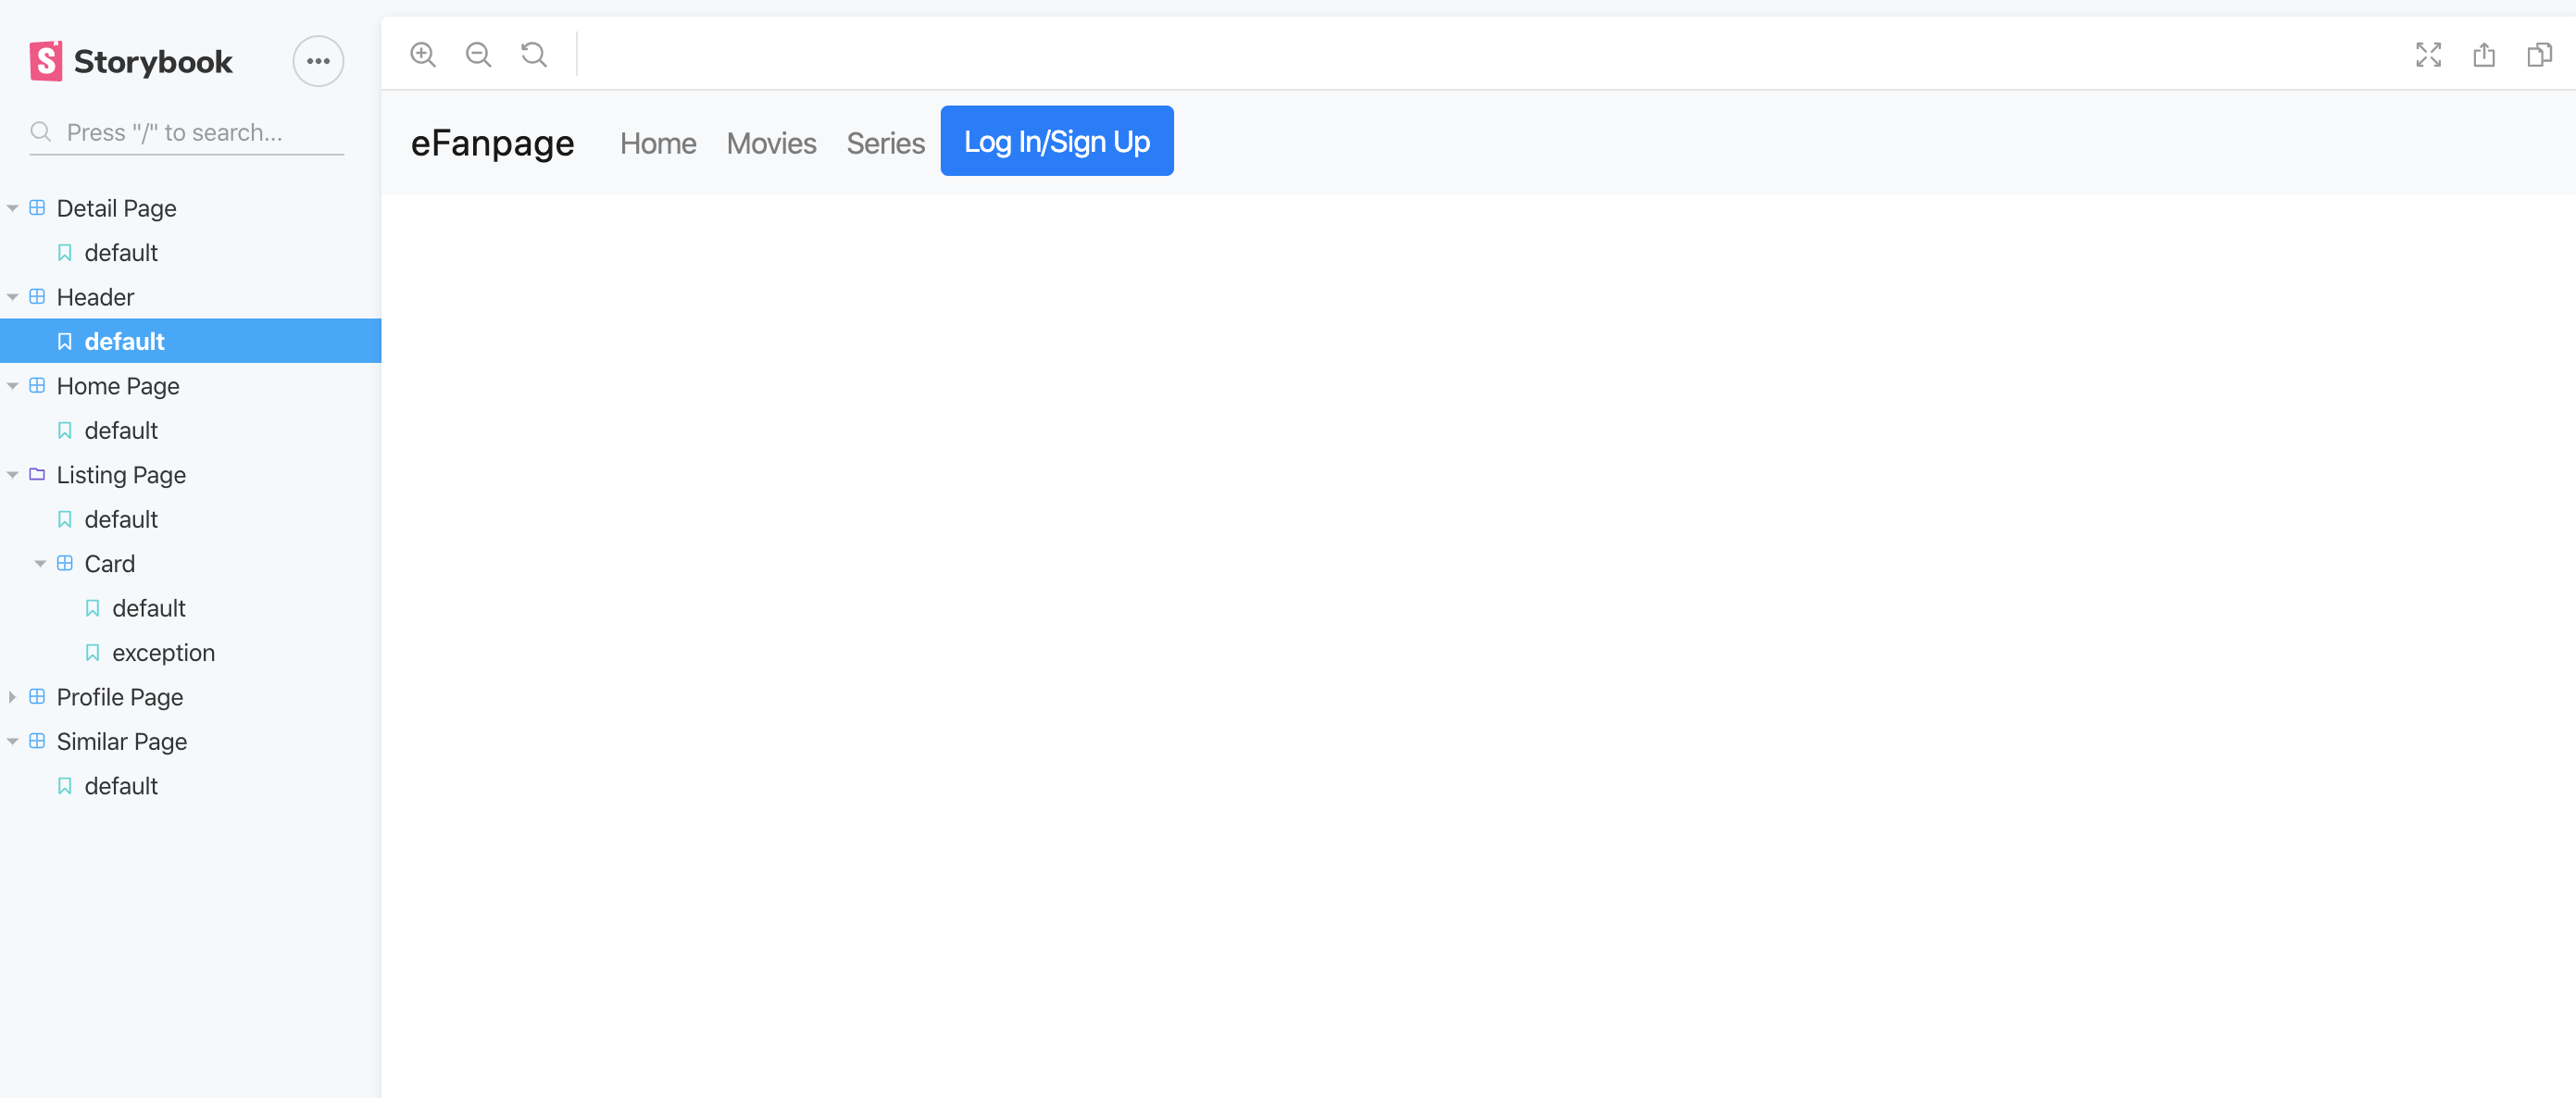 Storybook
Press "/" to search...
Detail Page
default
Header
default
Home Page
default
Listing Page
default
Card
default
exception
Profile Page
Similar Page
default
eFanpage Home Movies Series Log In/Sign Up